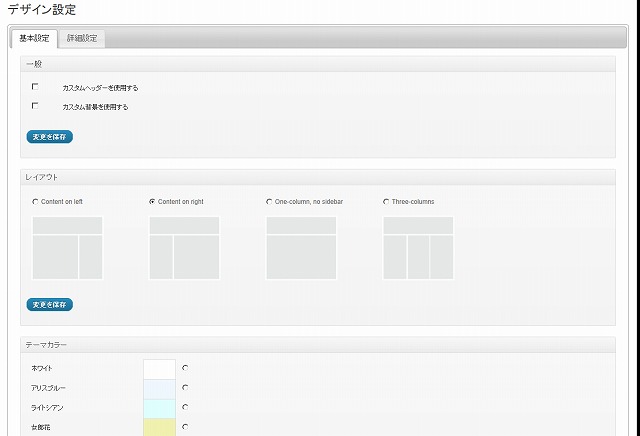 デザイン設定
基本設定 詳細設定
一般
カスタムヘッダーを使用する
カスタム背景を使用する
変更を保存
レイアウト
Content on left Content on right One-column, no sidebar Three-columns
変更を保存
テーマカラー
ホワイト
アリスブルー
ライトシアン
女郎花